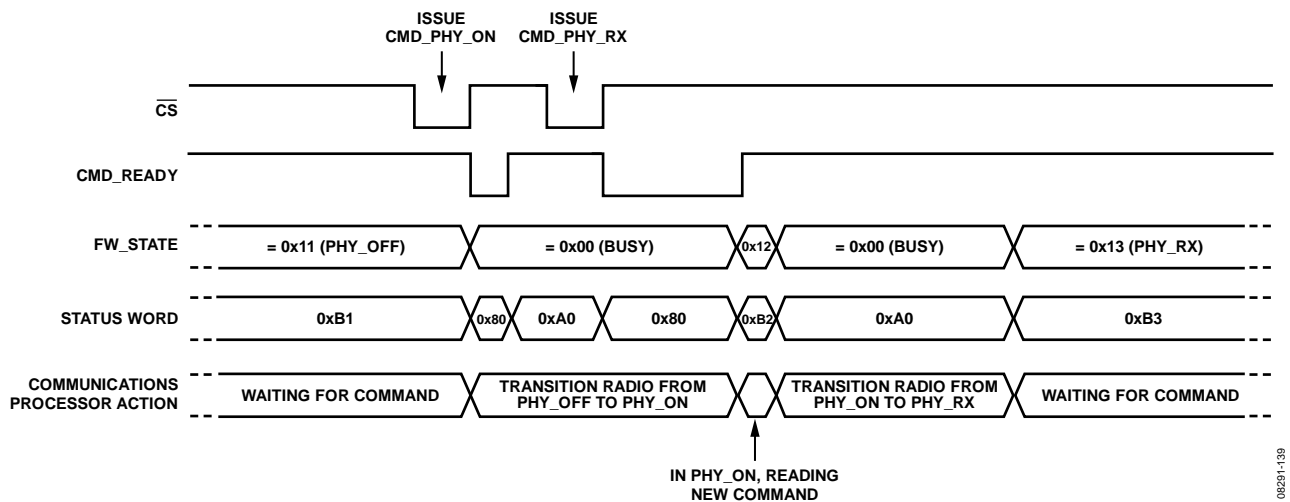 ISSUE
CMD_PHY_ON
ISSUE
CMD_PHY_RX
CS
CMD_READY
FW_STATE
= 0x11 (PHY_OFF)
= 0x00 (BUSY)
0x12
= 0x00 (BUSY)
= 0x13 (PHY_RX)
STATUS WORD
0xB1
0x80
0xA0
0x80
0xB2
0xA0
0xB3
COMMUNICATIONS
PROCESSOR ACTION
WAITING FOR COMMAND
TRANSITION RADIO FROM
PHY_OFF TO PHY_ON
TRANSITION RADIO FROM
PHY_ON TO PHY_RX
WAITING FOR COMMAND
IN PHY_ON, READING
NEW COMMAND
08291-139